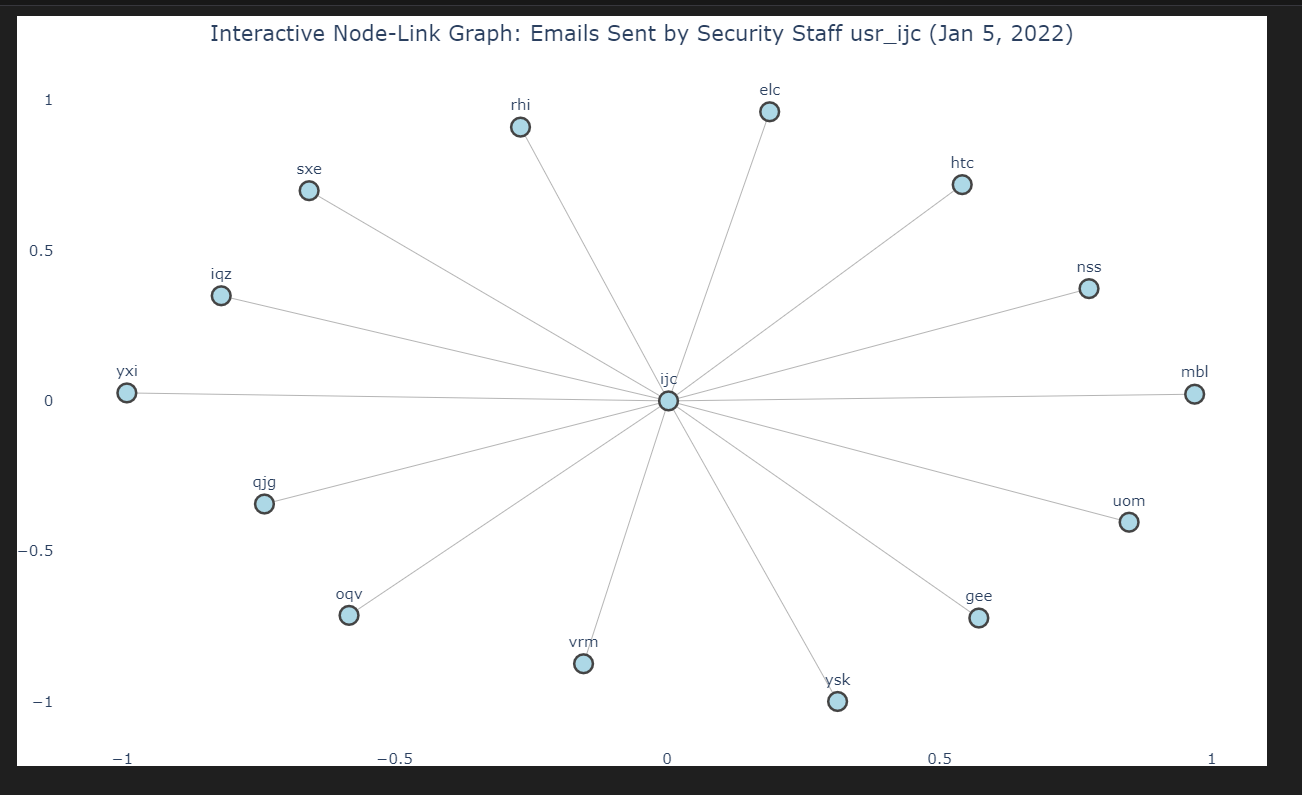 Interactive Node-Link Graph: Emails Sent by Security Staff usr_ijc (Jan 5, 2022)
elc
1
rhi
htc
sxe
0.5
nss
iqz
yxi
mbl
ijc
0
qjg
uom
−0.5
oqv
gee
vrm
ysk
−1
−1
−0.5
0
0.5
1